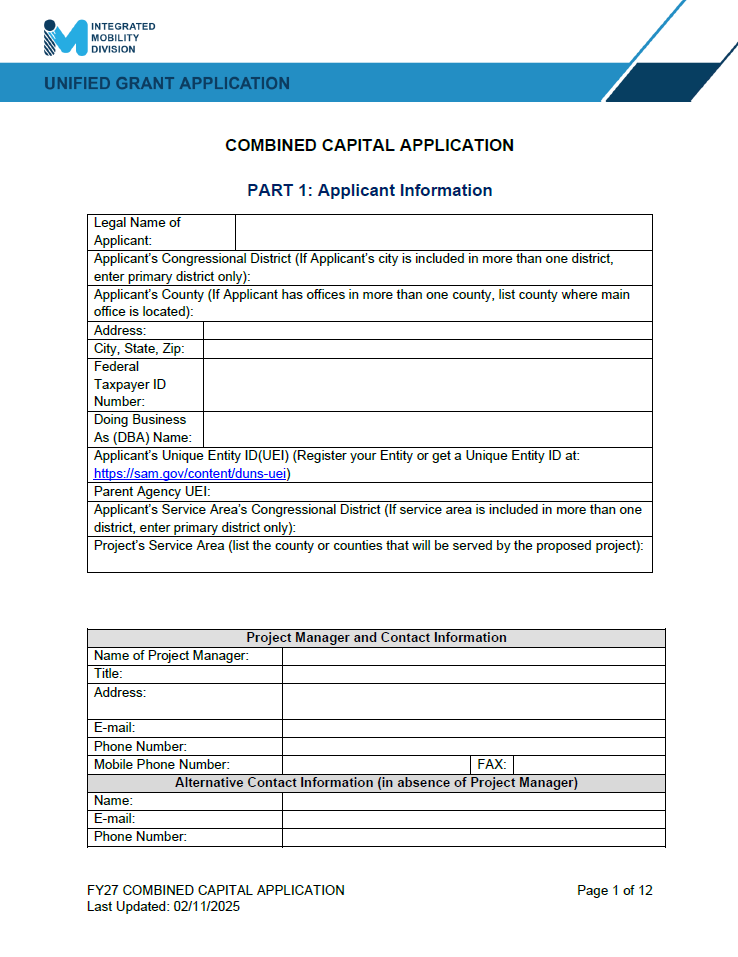 INTEGRATED
MOBILITY
DIVISION
UNIFIED GRANT APPLICATION
COMBINED CAPITAL APPLICATION
PART 1: Applicant Information
Legal Name of
Applicant:
Applicant's Congressional District (If Applicant's city is included in more than one district,
enter primary district only):
Applicant's County (If Applicant has offices in more than one county, list county where main
office is located):
Address:
City, State, Zip:
Federal
Taxpayer ID
Number:
Doing Business
As (DBA) Name:
Applicant's Unique Entity ID(UEI) (Register your Entity or get a Unique Entity ID at:
https://sam.gov/content/duns-uei)
Parent Agency UEI:
Applicant's Service Area's Congressional District (If service area is included in more than one
district, enter primary district only):
Project's Service Area (list the county or counties that will be served by the proposed project):
Project Manager and Contact Information
Name of Project Manager:
Title:
Address:
E-mail:
Phone Number:
Mobile Phone Number: FAX:
Alternative Contact Information (in absence of Project Manager)
Name:
E-mail:
Phone Number:
FY27 COMBINED CAPITAL APPLICATION Page 1 of 12
Last Updated: 02/11/2025